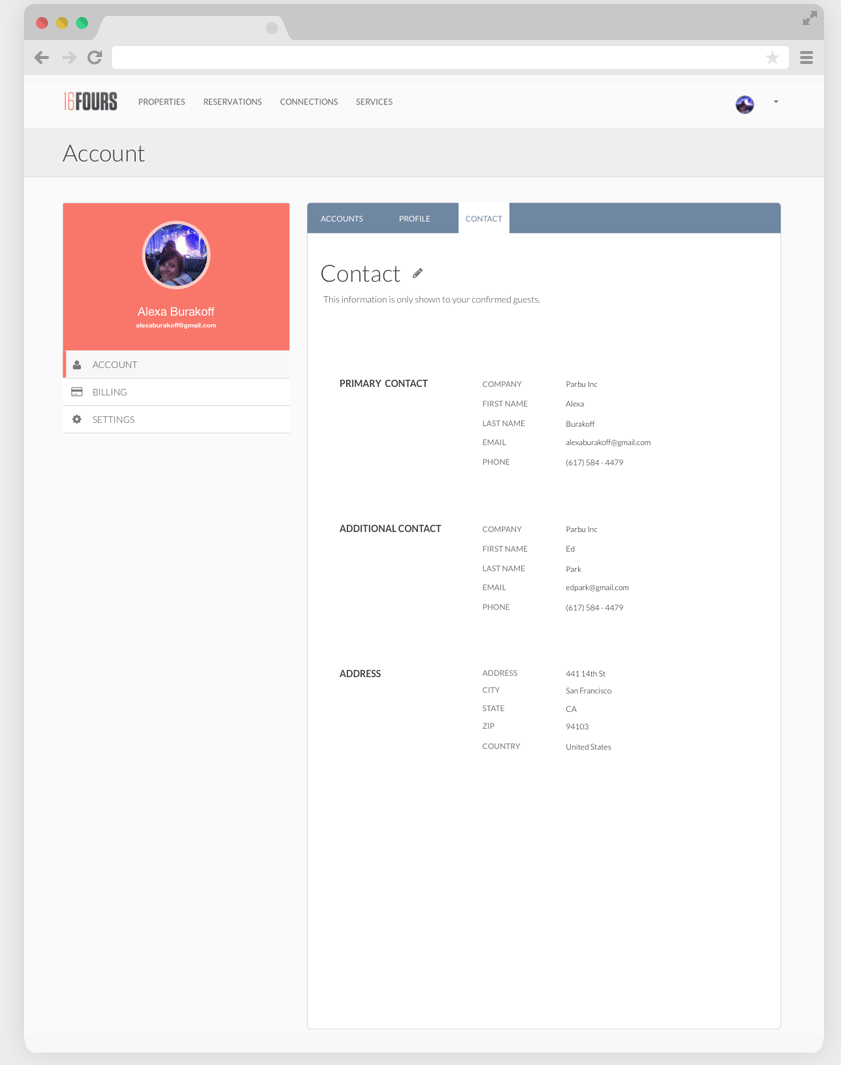 16FOURS PROPERTIES RESERVATIONS CONNECTIONS SERVICES
Account
Alexa Burakoff
alexaburakoff@gmail.com
ACCOUNT
BILLING
SETTINGS
ACCOUNTS PROFILE CONTACT
Contact
This information is only shown to your confirmed guests.
PRIMARY CONTACT COMPANY Parbu Inc
FIRST NAME Alexa
LAST NAME Burakoff
EMAIL alexaburakoff@gmail.com
PHONE (617) 584 - 4479
ADDITIONAL CONTACT COMPANY Parbu Inc
FIRST NAME Ed
LAST NAME Park
EMAIL edpark@gmail.com
PHONE (617) 584 - 4479
ADDRESS ADDRESS 441 14th St
CITY San Francisco
STATE CA
ZIP 94103
COUNTRY United States